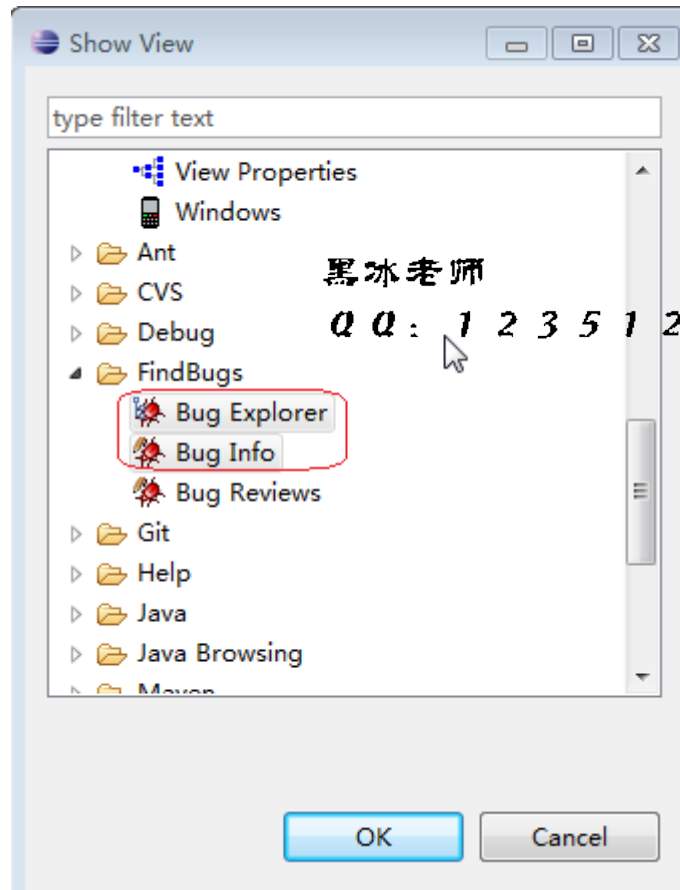 Show View
type filter text
View Properties
Windows
Ant
黑冰老师
CVS
QQ：123512
Debug
FindBugs
Bug Explorer
Bug Info
Bug Reviews
Git
Help
Java
Java Browsing
Maven
OK
Cancel